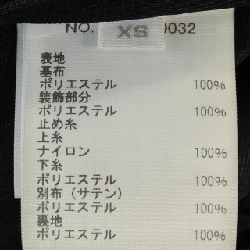 NO. XS 0032
表地
基布
ポリエステル 100%
装飾部分
ポリエステル 100%
止め糸
上糸
ナイロン 100%
下糸
ポリエステル 100%
別布(サテン)
ポリエステル 100%
裏地
ポリエステル 100%